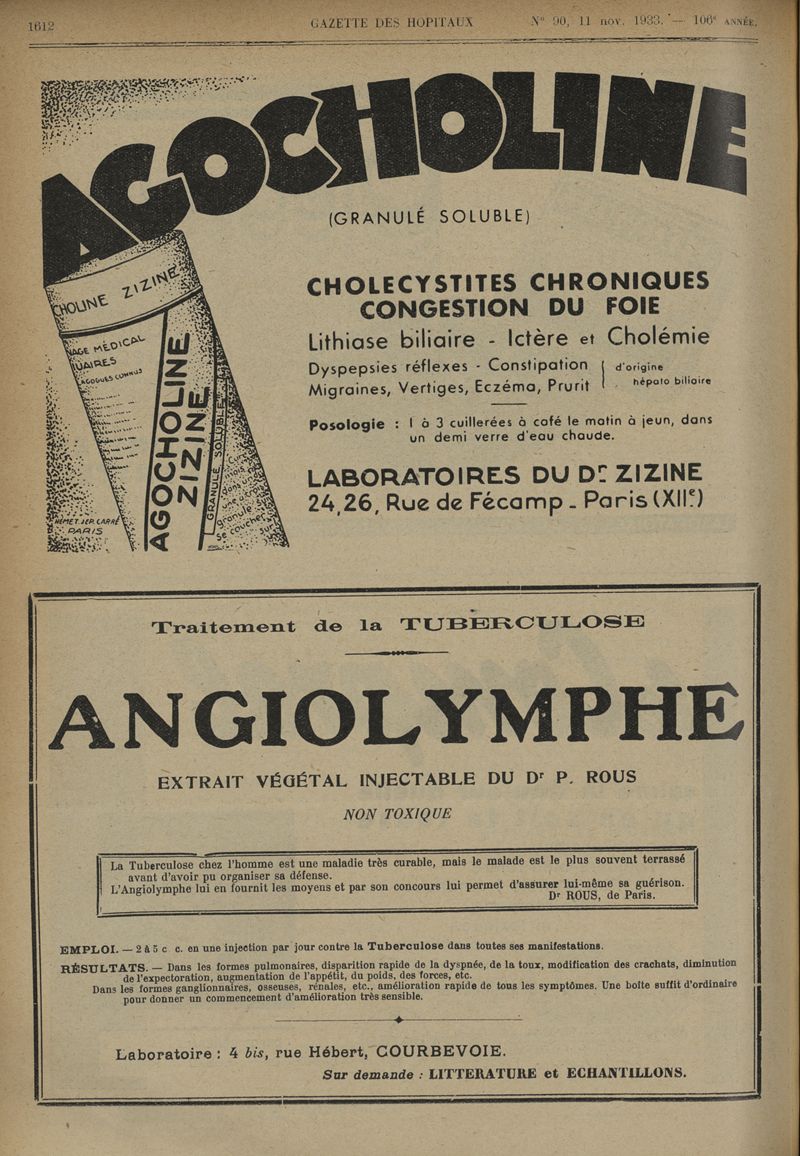 1612
GAZETTE DES HOPITAUX
N° 90, 11 nov. 1933. — 106e ANNÉE.
AGOCHOLINE
(GRANULÉ SOLUBLE)
CHOLINE ZIZINE
MÉDICAL
AGOCHOLINE
ZIZINE
GRANULÉ SOLUBLE
granulé
se coucher
PARIS
CHOLECYSTITES CHRONIQUES
CONGESTION DU FOIE
Lithiase biliaire - Ictère et Cholémie
Dyspepsies réflexes - Constipation
Migraines, Vertiges, Eczéma, Prurit
d'origine
hépato biliaire
Posologie : 1 à 3 cuillerées à café le matin à jeun, dans
un demi verre d'eau chaude.
LABORATOIRES DU Dr ZIZINE
24,26, Rue de Fécamp - Paris (XIIe)
Traitement de la TUBERCULOSE
ANGIOLYMPHE
EXTRAIT VÉGÉTAL INJECTABLE DU Dr P. ROUS
NON TOXIQUE
La Tuberculose chez l'homme est une maladie très curable, mais le malade est le plus souvent terrassé
avant d'avoir pu organiser sa défense.
L'Angiolymphe lui en fournit les moyens et par son concours lui permet d'assurer lui-même sa guérison.
Dr ROUS, de Paris.
EMPLOI. — 2 à 5 c c. en une injection par jour contre la Tuberculose dans toutes ses manifestations.
RÉSULTATS. — Dans les formes pulmonaires, disparition rapide de la dyspnée, de la toux, modification des crachats, diminution
de l'expectoration, augmentation de l'appétit, du poids, des forces, etc.
Dans les formes ganglionnaires, osseuses, rénales, etc., amélioration rapide de tous les symptômes. Une boîte suffit d'ordinaire
pour donner un commencement d'amélioration très sensible.
Laboratoire : 4 bis, rue Hébert, COURBEVOIE.
Sur demande : LITTERATURE et ECHANTILLONS.